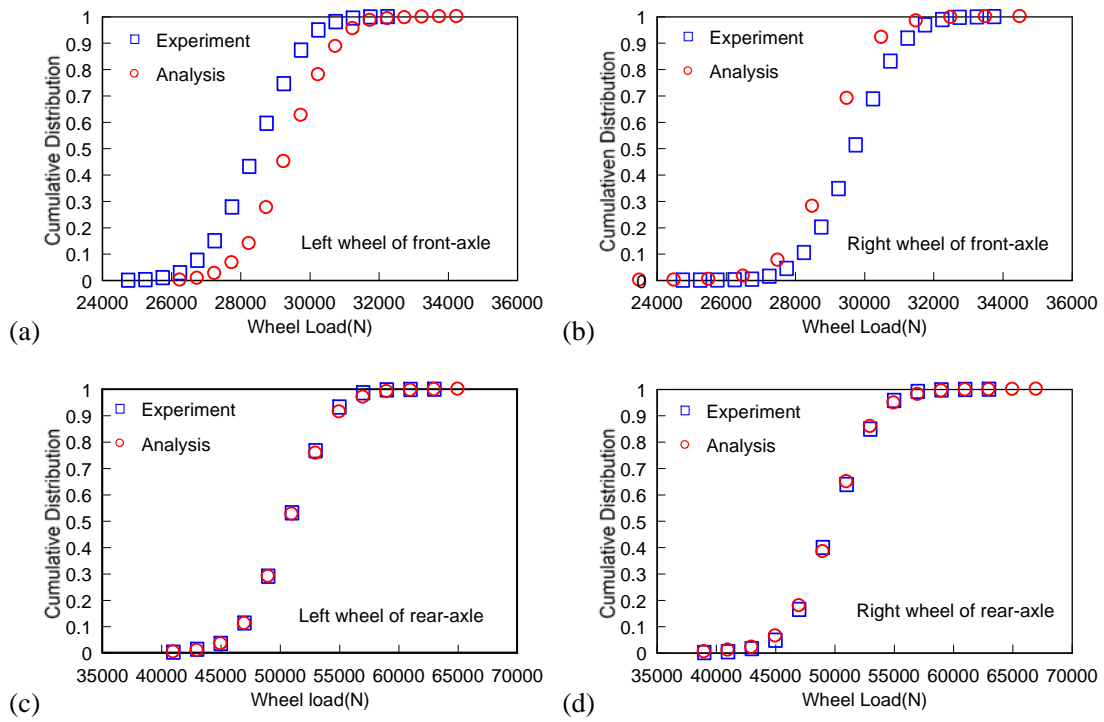 1
0.9
0.8
0.7
0.6
0.5
0.4
0.3
0.2
0.1
0
Cumulative Distribution
Experiment
Analysis
Left wheel of front-axle
24000 26000 28000 30000 32000 34000 36000
Wheel Load(N)
(a)
1
0.9
0.8
0.7
0.6
0.5
0.4
0.3
0.2
0.1
0
Cumulativen Distribution
Experiment
Analysis
Right wheel of front-axle
24000 26000 28000 30000 32000 34000 36000
Wheel Load(N)
(b)
1
0.9
0.8
0.7
0.6
0.5
0.4
0.3
0.2
0.1
0
Cumulative Distribution
Experiment
Analysis
Left wheel of rear-axle
35000 40000 45000 50000 55000 60000 65000 70000
Wheel load(N)
(c)
1
0.9
0.8
0.7
0.6
0.5
0.4
0.3
0.2
0.1
0
Cumulative Distribution
Experiment
Analysis
Right wheel of rear-axle
35000 40000 45000 50000 55000 60000 65000 70000
Wheel Load(N)
(d)